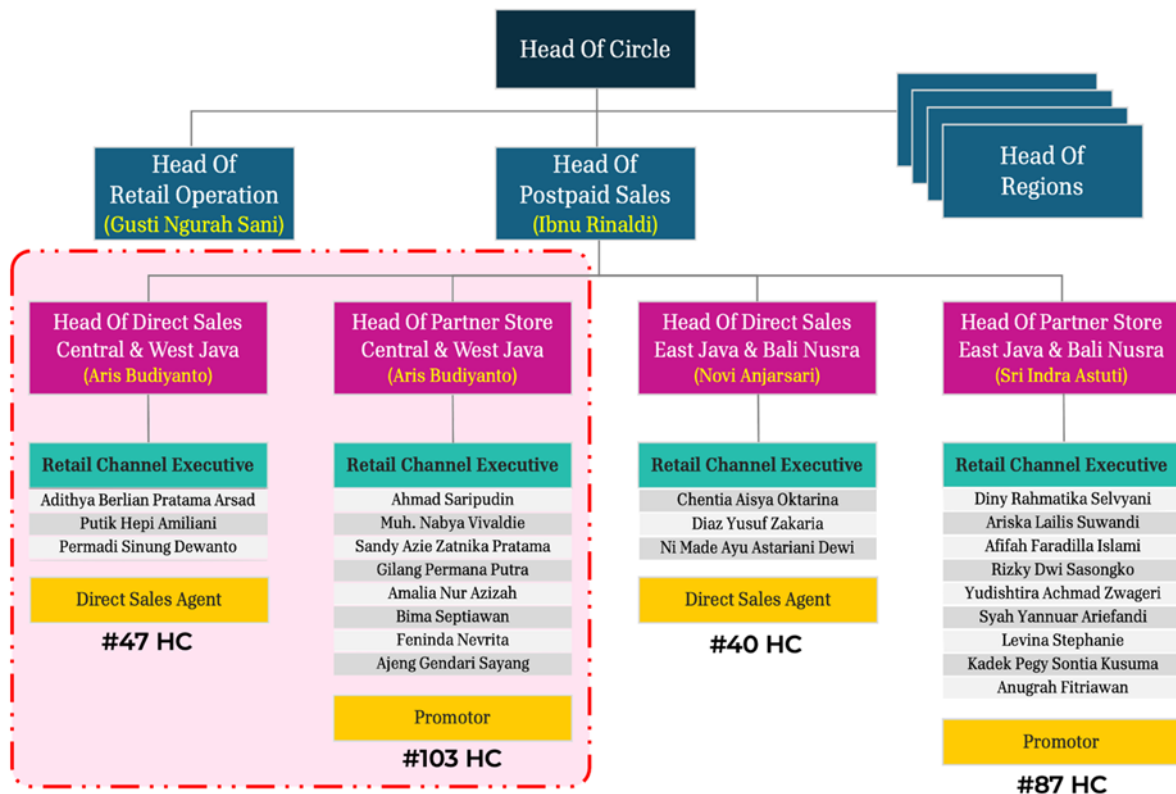 Head Of Circle
Head Of
Retail Operation
(Gusti Ngurah Sani)
Head Of
Postpaid Sales
(Ibnu Rinaldi)
Head Of
Regions
Head Of Direct Sales
Central & West Java
(Aris Budiyanto)
Head Of Partner Store
Central & West Java
(Aris Budiyanto)
Head Of Direct Sales
East Java & Bali Nusra
(Novi Anjarsari)
Head Of Partner Store
East Java & Bali Nusra
(Sri Indra Astuti)
Retail Channel Executive
Adithya Berlian Pratama Arsad
Putik Hepi Amiliani
Permadi Sinung Dewanto
Direct Sales Agent
#47 HC
Retail Channel Executive
Ahmad Saripudin
Muh. Nabya Vivaldie
Sandy Azie Zatnika Pratama
Gilang Permana Putra
Amalia Nur Azizah
Bima Septiawan
Feninda Nevrita
Ajeng Gendari Sayang
Promotor
#103 HC
Retail Channel Executive
Chentia Aisya Oktarina
Diaz Yusuf Zakaria
Ni Made Ayu Astariani Dewi
Direct Sales Agent
#40 HC
Retail Channel Executive
Diny Rahmatika Selvyani
Ariska Lailis Suwandi
Afifah Faradilla Islami
Rizky Dwi Sasongko
Yudishtira Achmad Zwageri
Syah Yannuar Ariefandi
Levina Stephanie
Kadek Pegy Sontia Kusuma
Anugrah Fitriawan
Promotor
#87 HC